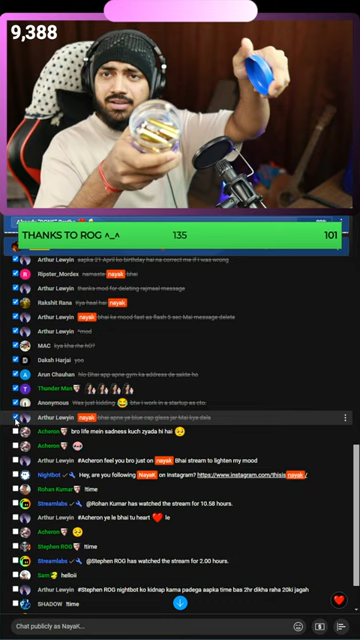 9,388
THANKS TO ROG ^_^ 135 101
Arthur Lewyin aapka 21 April ko birthday hai na correct me if I was wrong
Ripster_Mordex namaste nayak bhai
Arthur Lewyin thanks mod for deleting rajmaal message
Rakshit Rana kya haal hai nayak
Arthur Lewyin nayak bhai ke mood fast as flash 5 sec Mai message delete
Arthur Lewyin *mod
MAC kya kha rhe hO?
Daksh Harjai yoo
Arun Chauhan hlo Bhai app apne gym ka address de sakte ho
Thunder Man
Anonymous Was just kidding 😂 btw i work in a startup as cto
Arthur Lewyin nayak bhai apna ye blue cap glass jar Mai kya dala
Acheron bro life mein sadness kuch zyada hi hai 🥺
Acheron 🥺
Arthur Lewyin #Acheron feel you bro just on nayak Bhai stream to lighten my mood
Nightbot Hey, are you following NayaK on Instagram? https://www.instagram.com/thisisnayak/
Rohan Kumar !time
Streamlabs @Rohan Kumar has watched the stream for 10.58 hours.
Arthur Lewyin #Acheron ye le bhai tu heart ❤️ le
Acheron 🥺
Stephen ROG !time
Streamlabs @Stephen ROG has watched the stream for 2.00 hours.
Sam helloii
Arthur Lewyin #Stephen ROG nightbot ko kidnap karna padega aapka time bas 2hr dikha raha 20ki jagah
SHADOW !time
Chat publicly as NayaK...